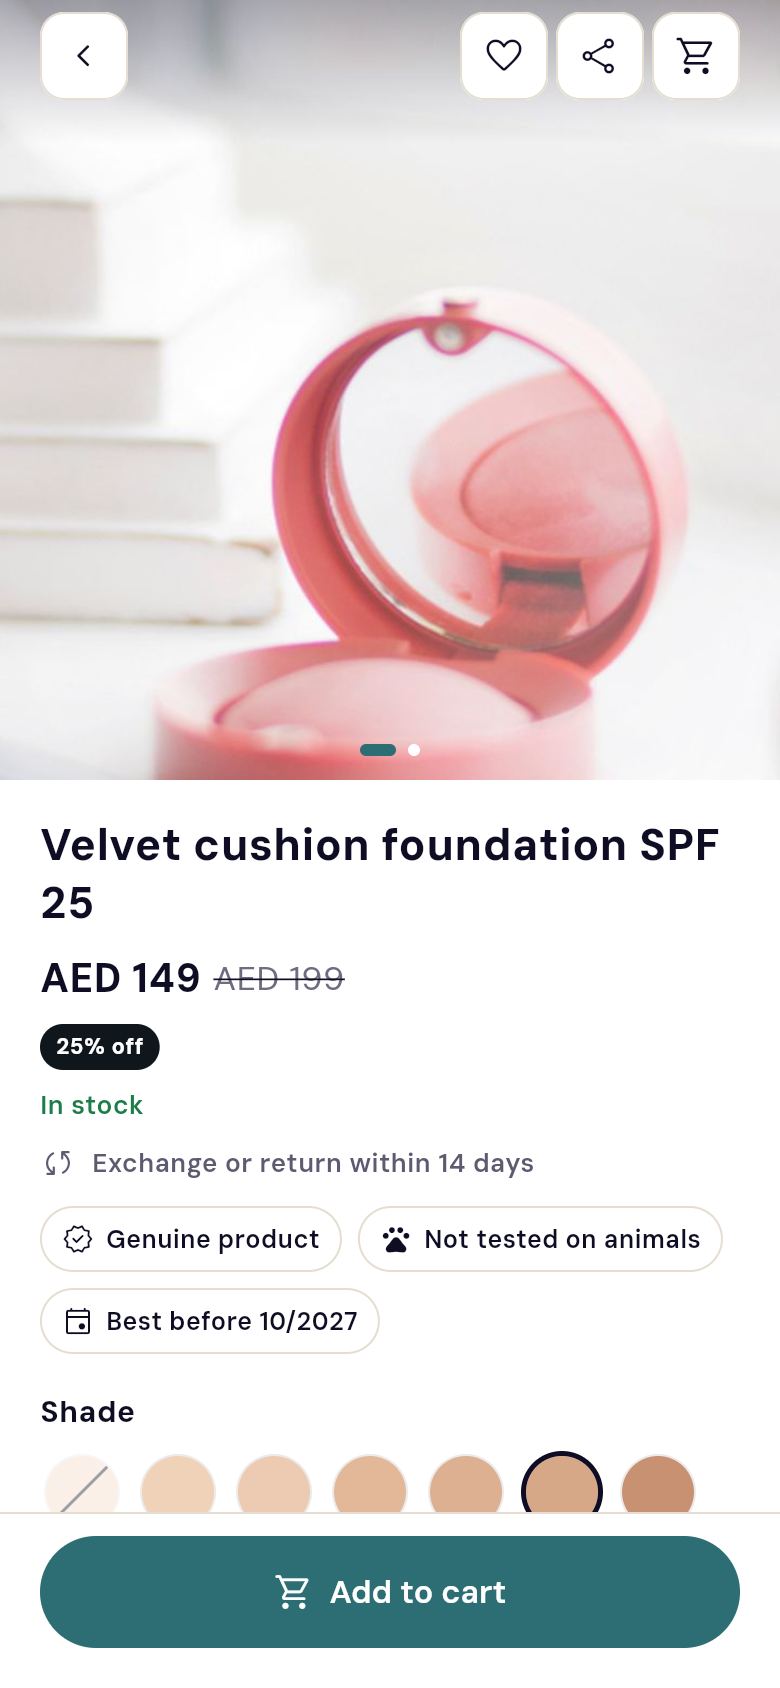 Velvet cushion foundation SPF
25
AED 149 AED 199
25% off
In stock
Exchange or return within 14 days
Genuine product
Not tested on animals
Best before 10/2027
Shade
Add to cart